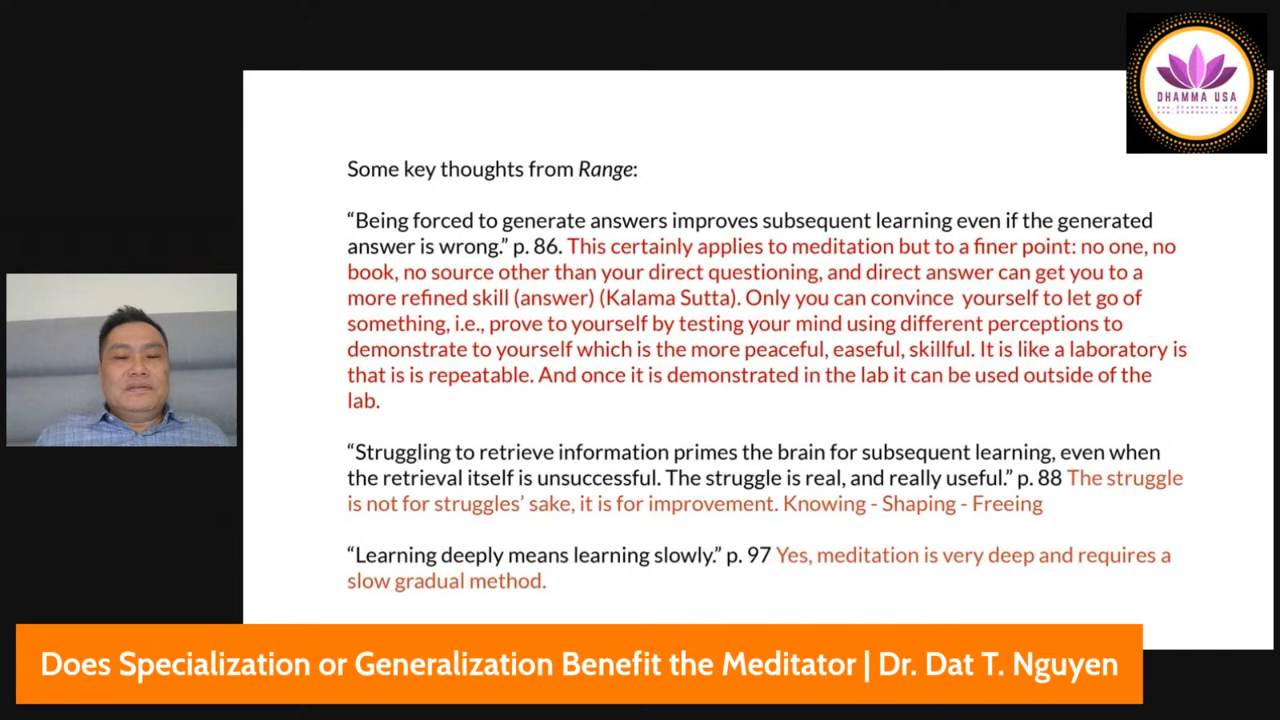 DHAMMA USA
Some key thoughts from Range:
“Being forced to generate answers improves subsequent learning even if the generated
answer is wrong.” p. 86. This certainly applies to meditation but to a finer point: no one, no
book, no source other than your direct questioning, and direct answer can get you to a
more refined skill (answer) (Kalama Sutta). Only you can convince yourself to let go of
something, i.e., prove to yourself by testing your mind using different perceptions to
demonstrate to yourself which is the more peaceful, easeful, skillful. It is like a laboratory is
that is is repeatable. And once it is demonstrated in the lab it can be used outside of the
lab.
“Struggling to retrieve information primes the brain for subsequent learning, even when
the retrieval itself is unsuccessful. The struggle is real, and really useful.” p. 88 The struggle
is not for struggles’ sake, it is for improvement. Knowing - Shaping - Freeing
“Learning deeply means learning slowly.” p. 97 Yes, meditation is very deep and requires a
slow gradual method.
Does Specialization or Generalization Benefit the Meditator | Dr. Dat T. Nguyen